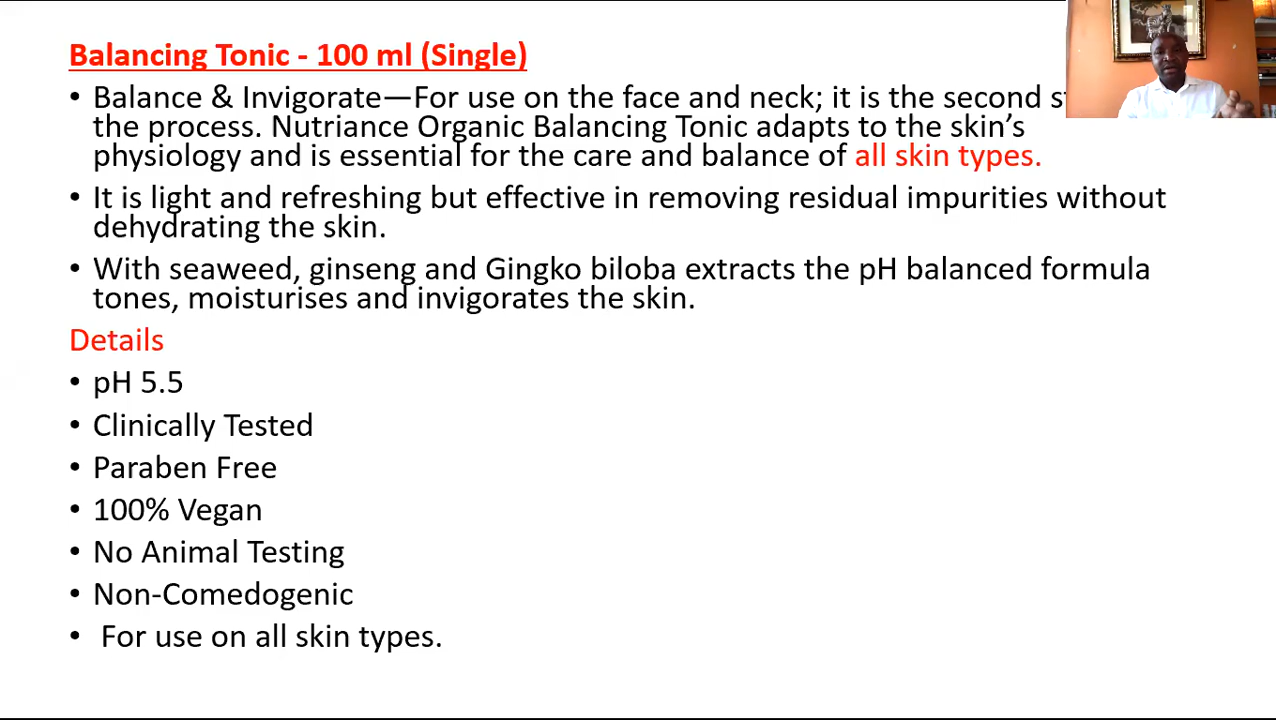 Balancing Tonic - 100 ml (Single)
• Balance & Invigorate—For use on the face and neck; it is the second
the process. Nutriance Organic Balancing Tonic adapts to the skin’s
physiology and is essential for the care and balance of all skin types.
• It is light and refreshing but effective in removing residual impurities without
dehydrating the skin.
• With seaweed, ginseng and Gingko biloba extracts the pH balanced formula
tones, moisturises and invigorates the skin.
Details
• pH 5.5
• Clinically Tested
• Paraben Free
• 100% Vegan
• No Animal Testing
• Non-Comedogenic
• For use on all skin types.